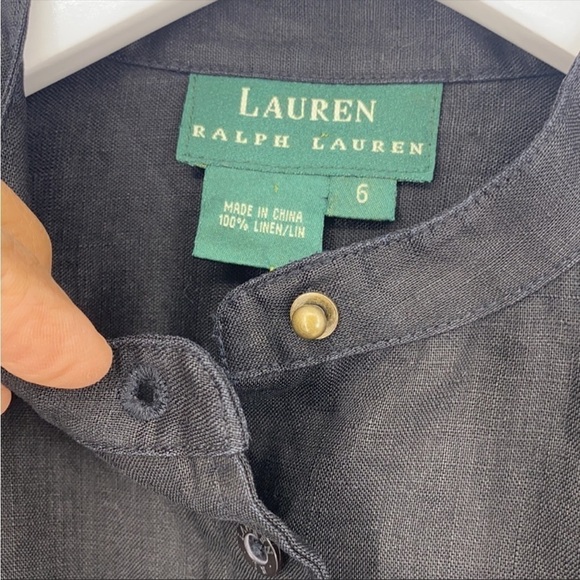 LAUREN
RALPH LAUREN
6
MADE IN CHINA
100% LINEN/LIN